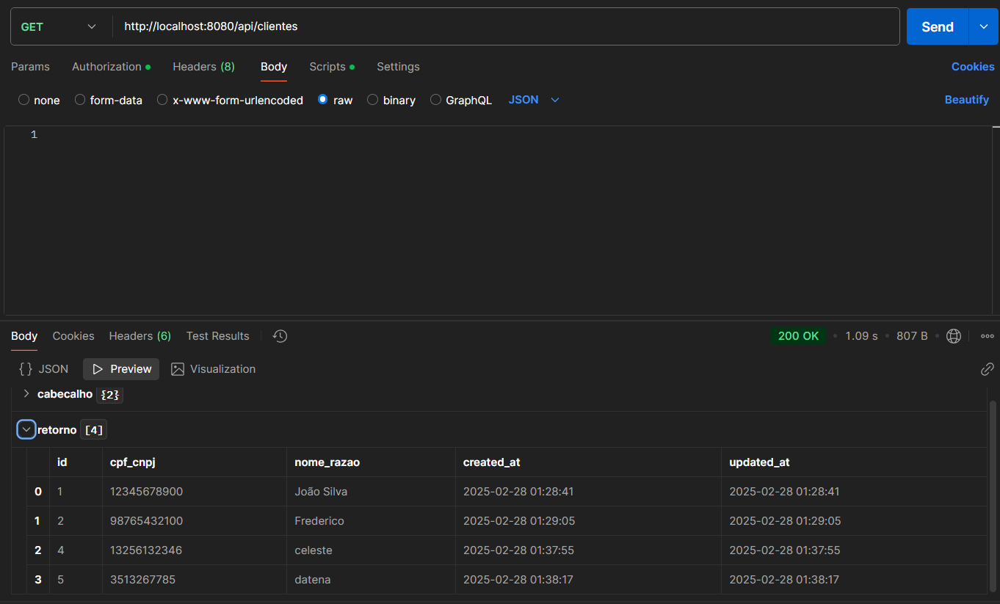 GET http://localhost:8080/api/clientes Send
Params Authorization Headers (8) Body Scripts Settings Cookies
none form-data x-www-form-urlencoded raw binary GraphQL JSON Beautify
1
Body Cookies Headers (6) Test Results 200 OK 1.09 s 807 B
{} JSON Preview Visualization
cabecalho {2}
retorno [4]
id cpf_cnpj nome_razao created_at updated_at
0 1 12345678900 João Silva 2025-02-28 01:28:41 2025-02-28 01:28:41
1 2 98765432100 Frederico 2025-02-28 01:29:05 2025-02-28 01:29:05
2 4 13256132346 celeste 2025-02-28 01:37:55 2025-02-28 01:37:55
3 5 3513267785 datena 2025-02-28 01:38:17 2025-02-28 01:38:17